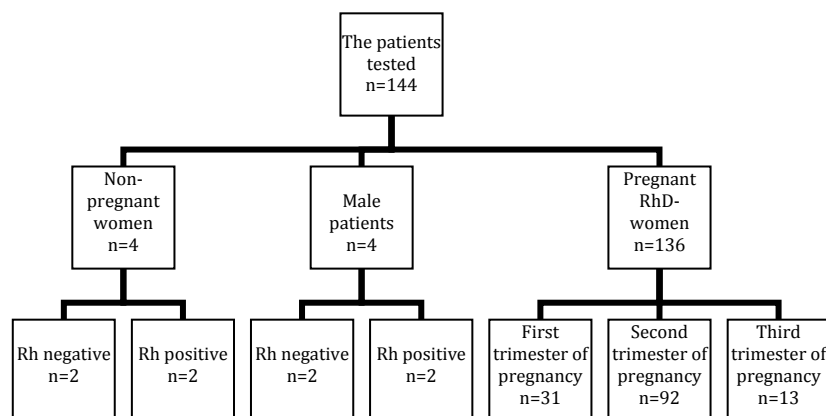 The patients
tested
n=144
Non-
pregnant
women
n=4
Male
patients
n=4
Pregnant
RhD-
women
n=136
Rh negative
n=2
Rh positive
n=2
Rh negative
n=2
Rh positive
n=2
First
trimester of
pregnancy
n=31
Second
trimester of
pregnancy
n=92
Third
trimester of
pregnancy
n=13